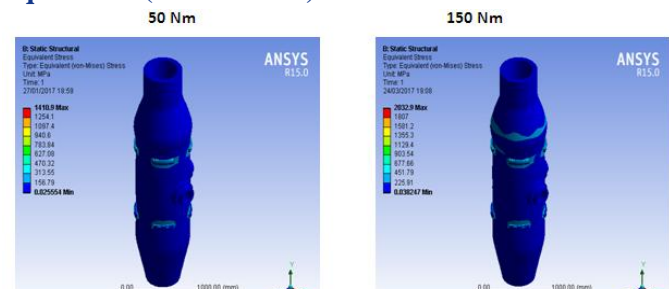 50 Nm
150 Nm
B: Static Structural
Equivalent Stress
Type: Equivalent (von-Mises) Stress
Unit: MPa
Time: 1
27/01/2017 18:59
1410.9 Max
1254.1
1097.4
940.6
783.84
627.08
470.32
313.55
156.79
0.025554 Min
ANSYS
R15.0
0.00
1000.00 (mm)
Y
B: Static Structural
Equivalent Stress
Type: Equivalent (von-Mises) Stress
Unit: MPa
Time: 1
24/03/2017 19:08
2032.9 Max
1807
1581.2
1355.3
1129.4
903.54
677.66
451.78
225.91
0.038247 Min
ANSYS
R15.0
0.00
1000.00 (mm)
Y